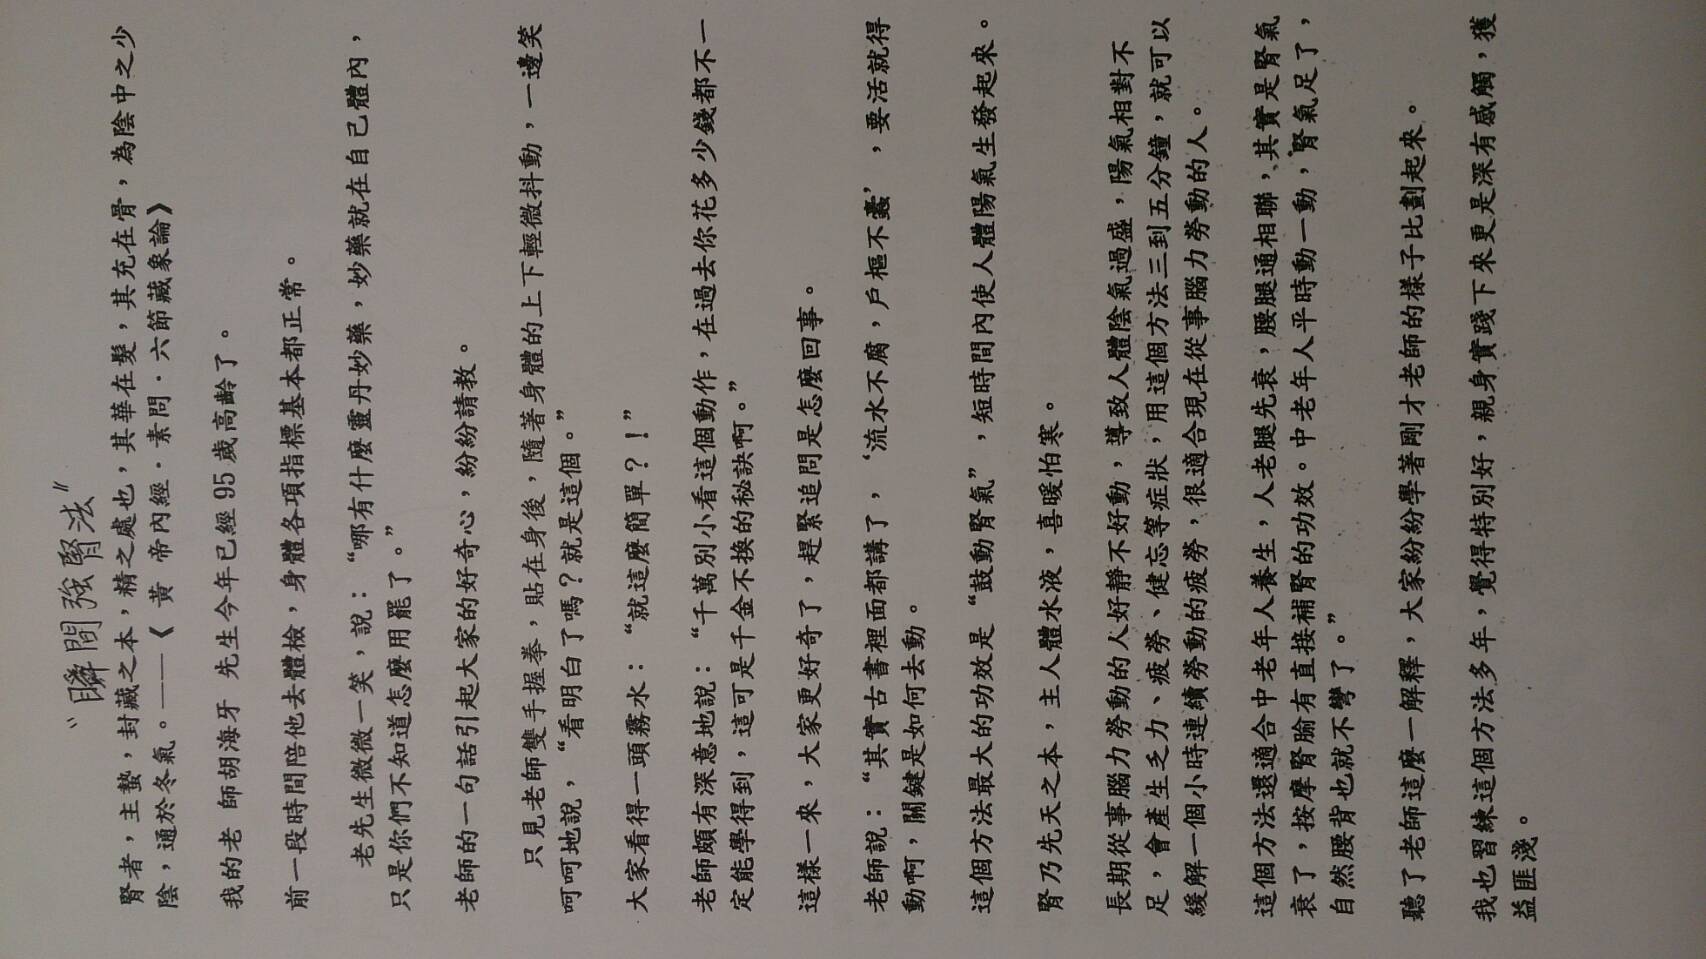 “瞬間強腎法”
腎者，主蟄，封藏之本，精之處也，其華在髮，其充在骨，為陰中之少
陰，通於冬氣。——《 黃 帝內經．素問．六節藏象論》
我的老 師胡海牙 先生今年已經 95 歲高齡了。
前一段時間陪他去體檢，身體各項指標基本都正常。
老先生微微一笑，說：“哪有什麼靈丹妙藥，妙藥就在自己體內，
只是你們不知道怎麼用罷了。”
老師的一句話引起大家的好奇心，紛紛請教。
只見老師雙手握拳，貼在身後，隨著身體的上下輕微抖動，一邊笑
呵呵地說，“看明白了嗎？就是這個。”
大家看得一頭霧水：“就這麼簡單？！”
老師頗有深意地說：“千萬別小看這個動作，在過去你花多少錢都不一
定能學得到，這可是千金不換的秘訣啊。”
這樣一來，大家更好奇了，趕緊追問是怎麼回事。
老師說：“其實古書裡面都講了，‘流水不腐，戶樞不蠹’，要活就得
動啊，關鍵是如何去動。
這個方法最大的功效是“鼓動腎氣”，短時間內使人體陽氣生發起來。
腎乃先天之本，主人體水液，喜暖怕寒。
長期從事腦力勞動的人好靜不好動，導致人體陰氣過盛，陽氣相對不
足，會產生乏力、疲勞、健忘等症狀，用這個方法三到五分鐘，就可以
緩解一個小時連續勞動的疲勞，很適合現在從事腦力勞動的人。
這個方法還適合中老年人養生，人老腿先衰，腰腿通相聯，其實是腎氣
衰了，按摩腎腧有直接補腎的功效。中老年人平時動一動，腎氣足了，
自然腰背也就不彎了。”
聽了老師這麼一解釋，大家紛紛學著剛才老師的樣子比劃起來。
我也習練這個方法多年，覺得特別好，親身實踐下來更是深有感觸，獲
益匪淺。